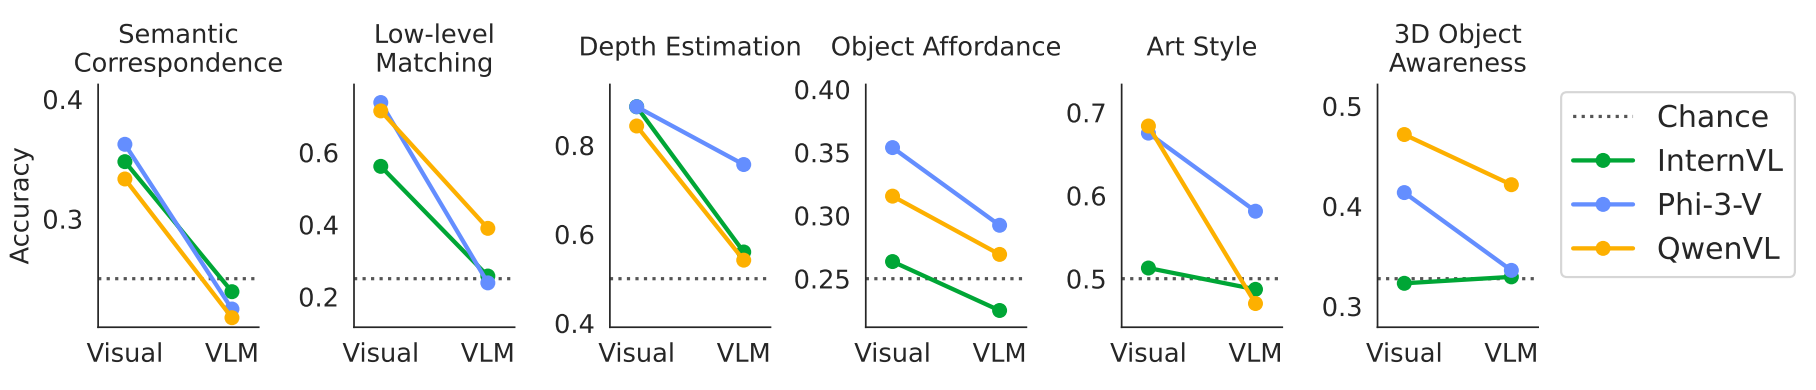 Semantic
Correspondence
Low-level
Matching
Depth Estimation
Object Affordance
Art Style
3D Object
Awareness
Accuracy
0.4
0.3
Visual
VLM
0.6
0.4
0.2
Visual
VLM
0.8
0.6
0.4
Visual
VLM
0.40
0.35
0.30
0.25
Visual
VLM
0.7
0.6
0.5
Visual
VLM
0.5
0.4
0.3
Visual
VLM
Chance
InternVL
Phi-3-V
QwenVL